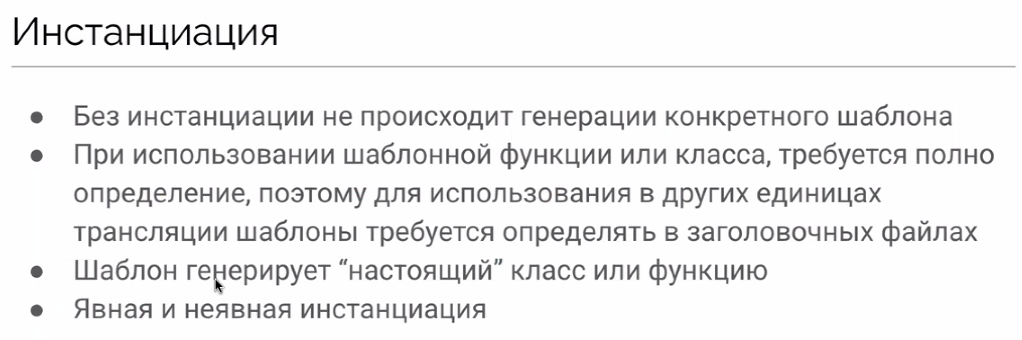 Инстанциация
● Без инстанциации не происходит генерации конкретного шаблона
● При использовании шаблонной функции или класса, требуется полно
определение, поэтому для использования в других единицах
трансляции шаблоны требуется определять в заголовочных файлах
● Шаблон генерирует “настоящий” класс или функцию
● Явная и неявная инстанциация